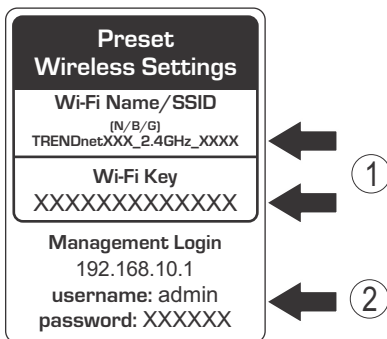 Preset
Wireless Settings
Wi-Fi Name/SSID
(N/B/G)
TRENDnetXXX_2.4GHz_XXXX
Wi-Fi Key
XXXXXXXXXXXXX
Management Login
192.168.10.1
username: admin
password: XXXXXX
1
2